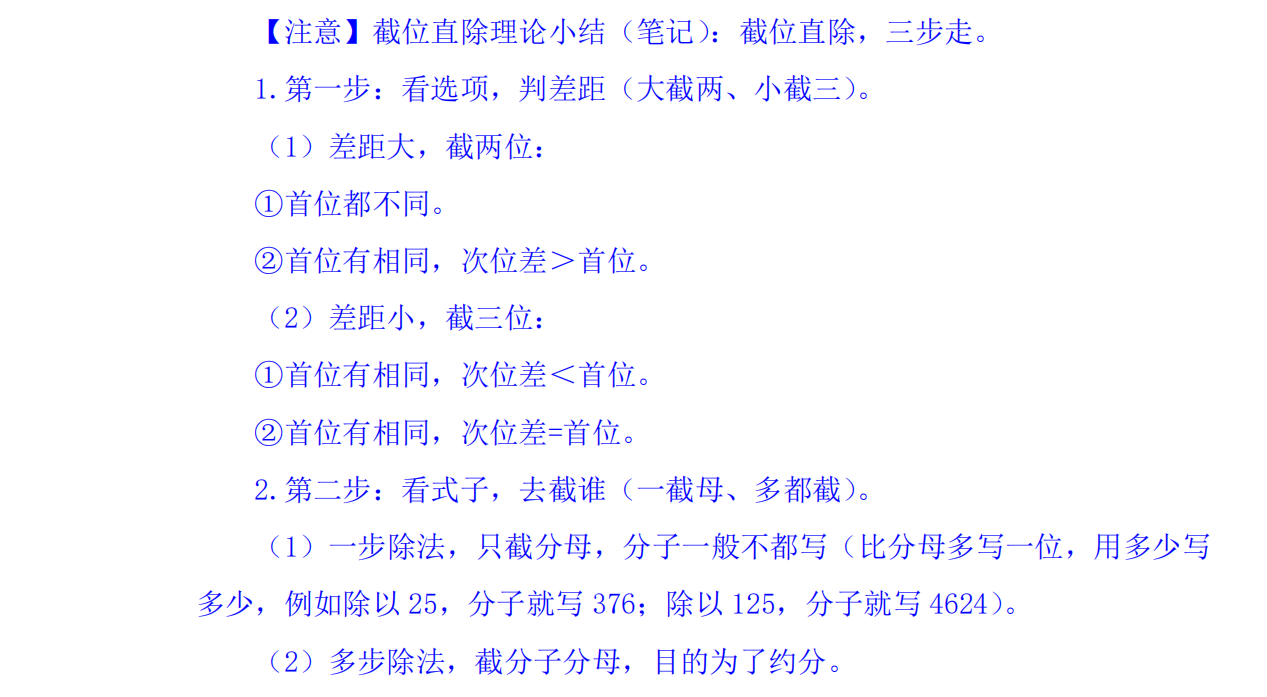 【注意】截位直除理论小结（笔记）：截位直除，三步走。
1.第一步：看选项，判差距（大截两、小截三）。
（1）差距大，截两位：
①首位都不同。
②首位有相同，次位差＞首位。
（2）差距小，截三位：
①首位有相同，次位差＜首位。
②首位有相同，次位差=首位。
2.第二步：看式子，去截谁（一截母、多都截）。
（1）一步除法，只截分母，分子一般不都写（比分母多写一位，用多少写
多少，例如除以 25，分子就写 376；除以 125，分子就写 4624）。
（2）多步除法，截分子分母，目的为了约分。